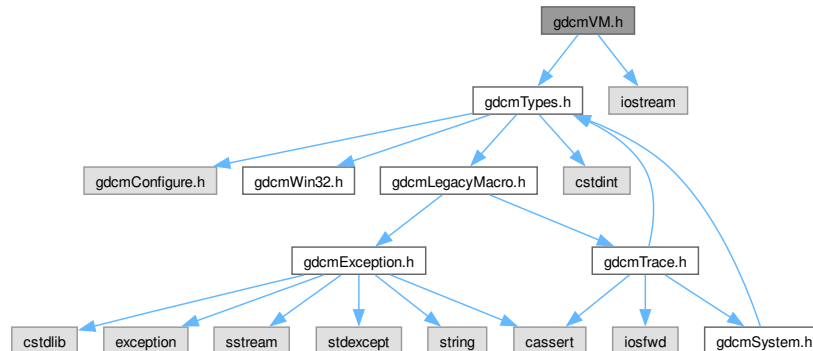 gdcmVM.h
gdcmTypes.h
iostream
gdcmConfigure.h
gdcmWin32.h
gdcmLegacyMacro.h
cstdint
gdcmException.h
gdcmTrace.h
cstdlib
exception
sstream
stdexcept
string
cassert
iosfwd
gdcmSystem.h